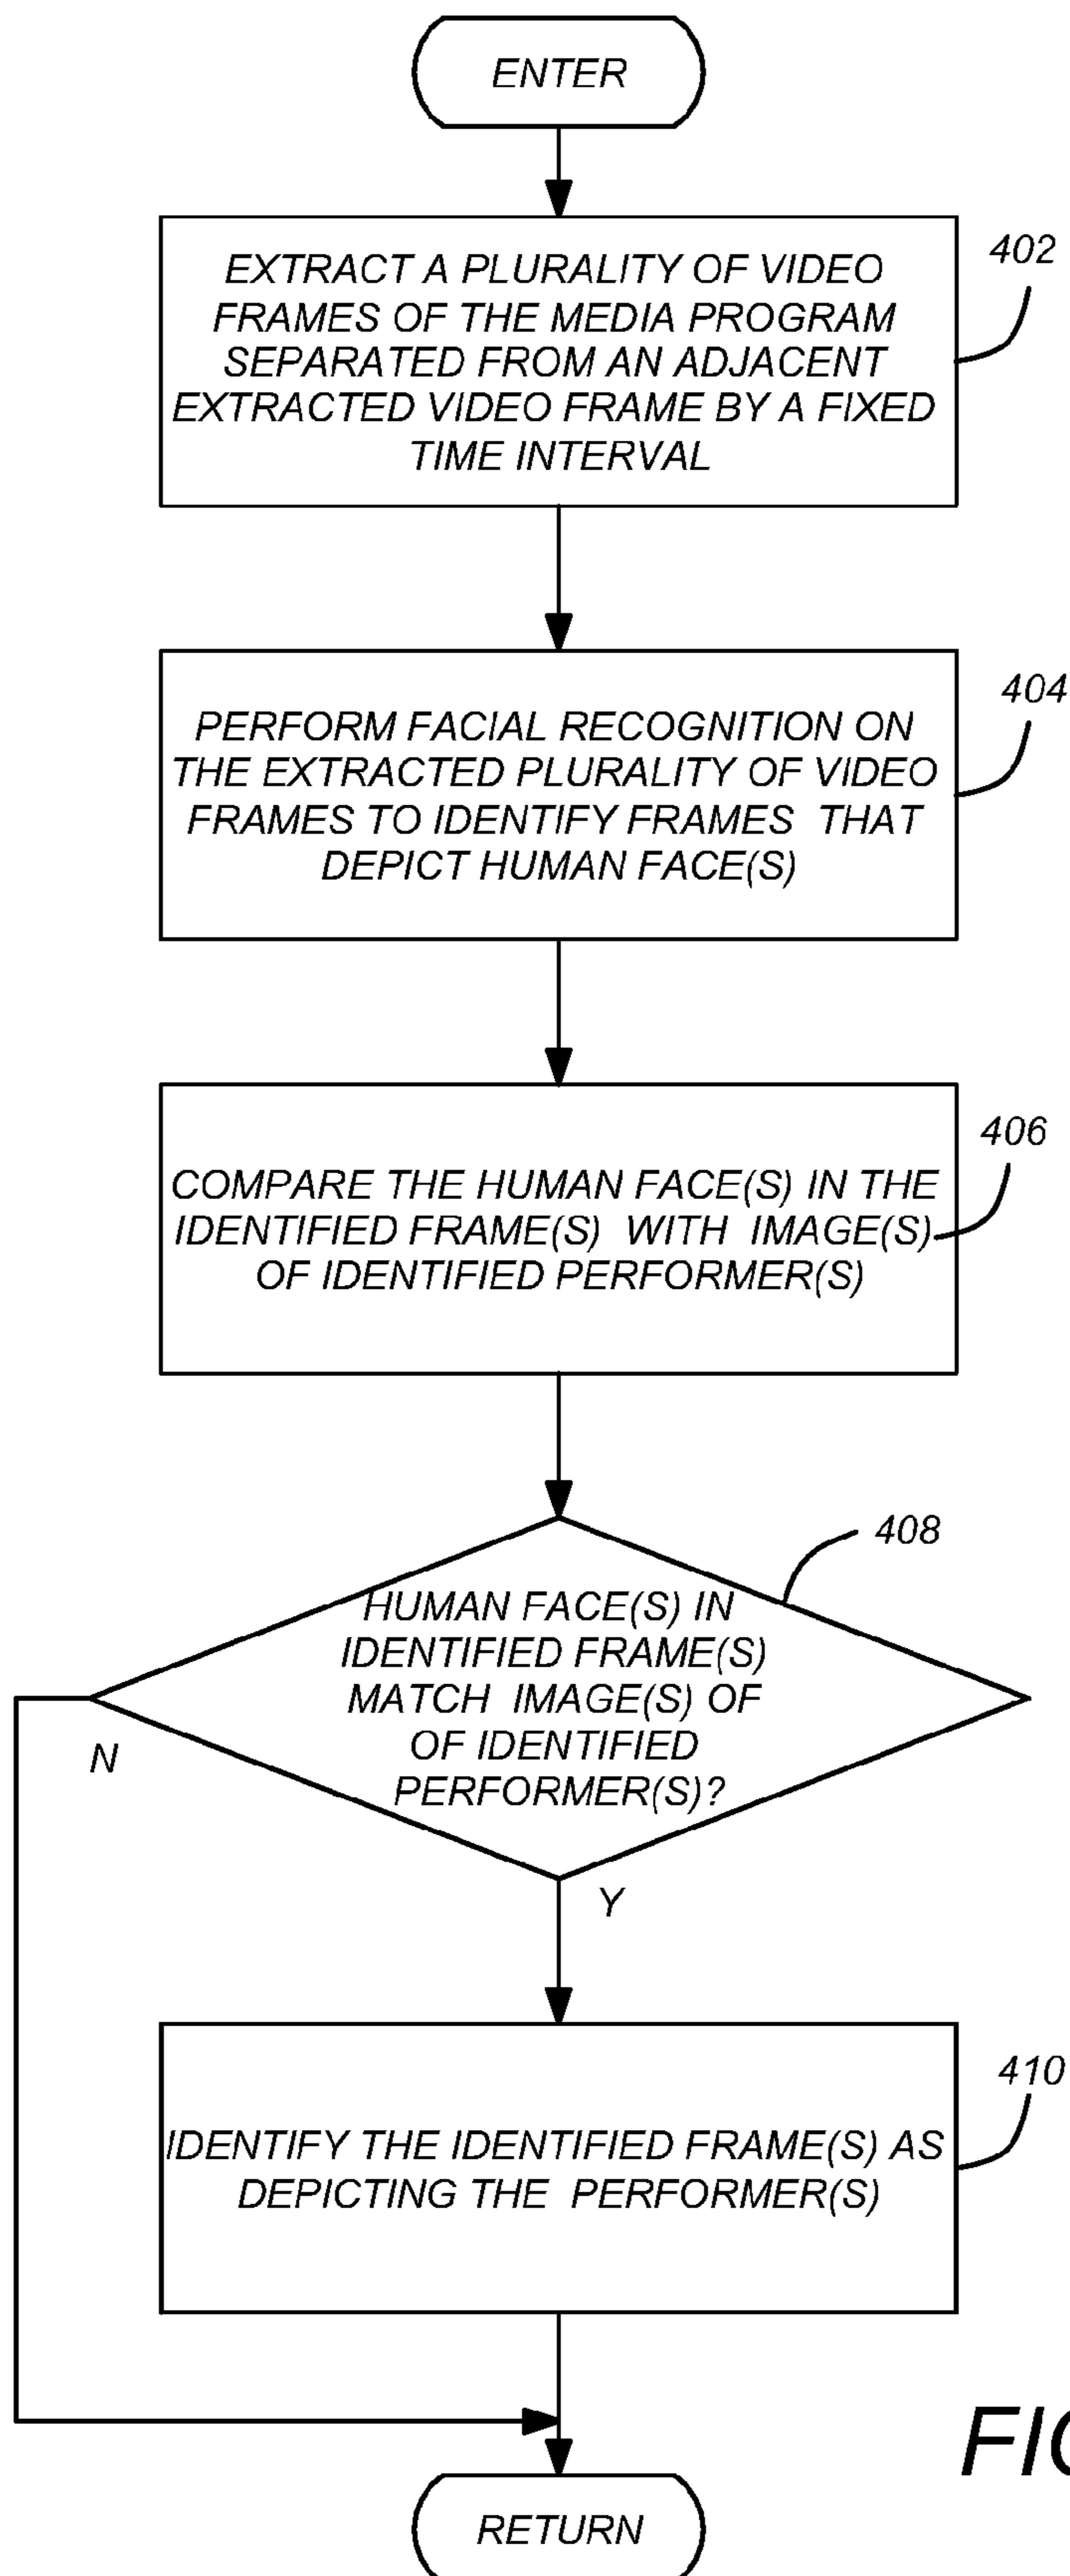 ENTER
EXTRACT A PLURALITY OF VIDEO
FRAMES OF THE MEDIA PROGRAM
SEPARATED FROM AN ADJACENT
EXTRACTED VIDEO FRAME BY A FIXED
TIME INTERVAL
402
PERFORM FACIAL RECOGNITION ON
THE EXTRACTED PLURALITY OF VIDEO
FRAMES TO IDENTIFY FRAMES THAT
DEPICT HUMAN FACE(S)
404
COMPARE THE HUMAN FACE(S) IN THE
IDENTIFIED FRAME(S) WITH IMAGE(S)
OF IDENTIFIED PERFORMER(S)
406
HUMAN FACE(S) IN
IDENTIFIED FRAME(S)
MATCH IMAGE(S) OF
OF IDENTIFIED
PERFORMER(S)?
408
N
Y
IDENTIFY THE IDENTIFIED FRAME(S) AS
DEPICTING THE PERFORMER(S)
410
RETURN